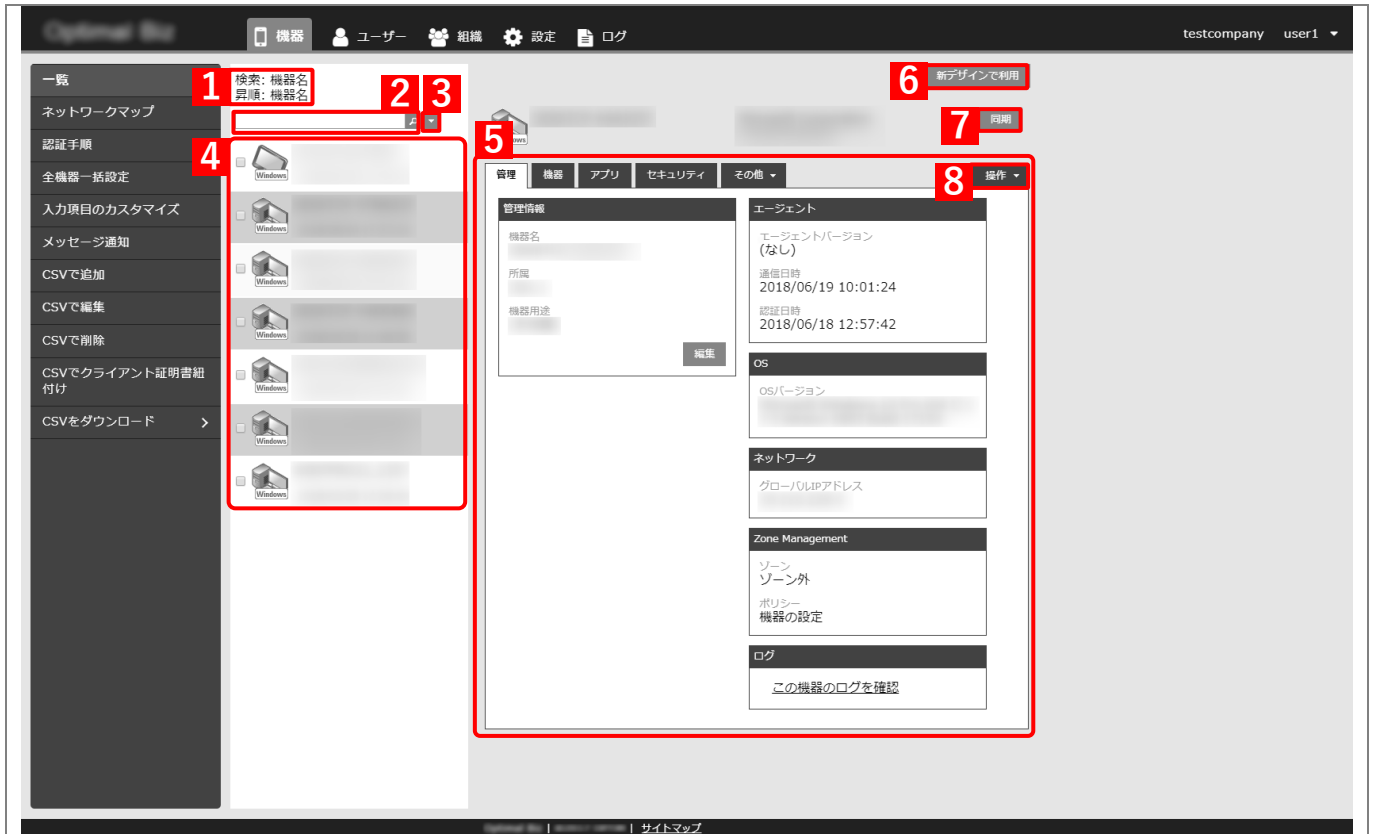 機器
ユーザー
組織
設定
ログ
testcompany
user1
一覧
ネットワークマップ
認証手順
全機器一括設定
入力項目のカスタマイズ
メッセージ通知
CSVで追加
CSVで編集
CSVで削除
CSVでクライアント証明書紐
付け
CSVをダウンロード
1
検索: 機器名
昇順: 機器名
2
3
4
Windows
Windows
Windows
Windows
Windows
Windows
Windows
6
新デザインで利用
7
同期
5
8
操作
管理
機器
アプリ
セキュリティ
その他
管理情報
機器名
所属
機器用途
編集
エージェント
エージェントバージョン
(なし)
通信日時
2018/06/19 10:01:24
認証日時
2018/06/18 12:57:42
OS
OSバージョン
ネットワーク
グローバルIPアドレス
Zone Management
ゾーン
ゾーン外
ポリシー
機器の設定
ログ
この機器のログを確認
サイトマップ